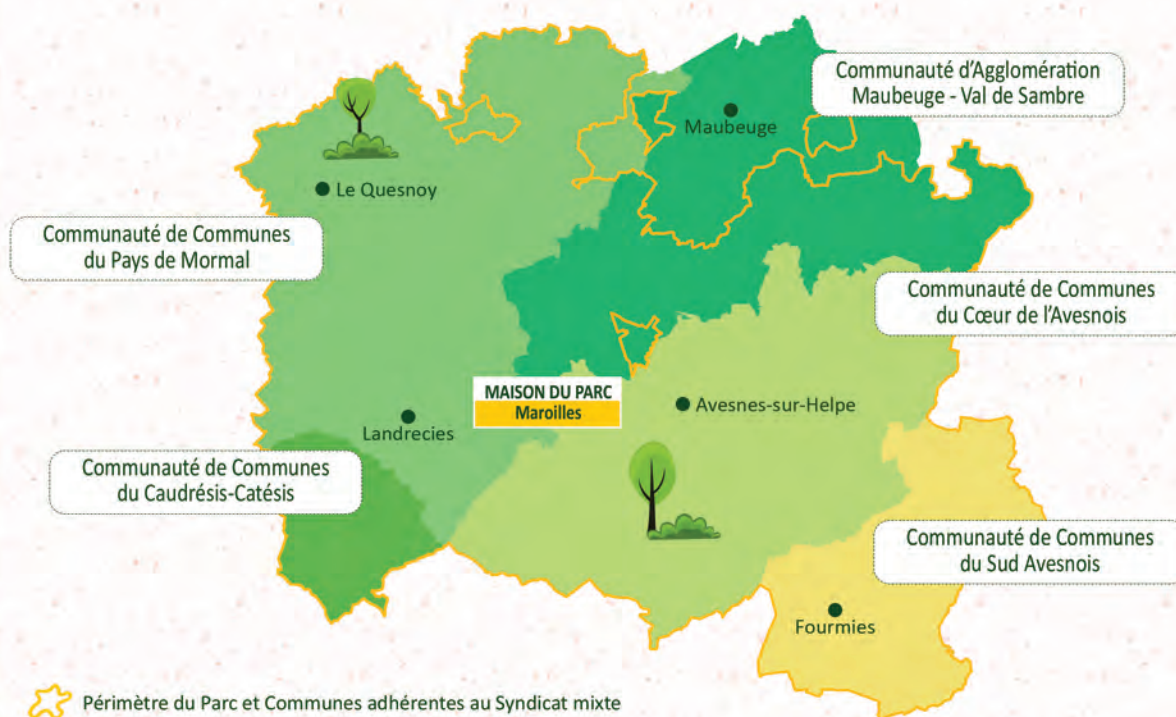 Communauté d'Agglomération
Maubeuge - Val de Sambre
Maubeuge
Le Quesnoy
Communauté de Communes
du Pays de Mormal
Communauté de Communes
du Cœur de l'Avesnois
MAISON DU PARC
Maroilles
Avesnes-sur-Helpe
Landrecies
Communauté de Communes
du Caudrésis-Catésis
Communauté de Communes
du Sud Avesnois
Fourmies
Périmètre du Parc et Communes adhérentes au Syndicat mixte